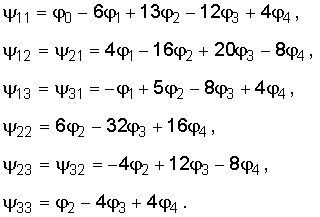 ψ₁₁ = φ₀ − 6φ₁ + 13φ₂ − 12φ₃ + 4φ₄ ,
ψ₁₂ = ψ₂₁ = 4φ₁ − 16φ₂ + 20φ₃ − 8φ₄ ,
ψ₁₃ = ψ₃₁ = −φ₁ + 5φ₂ − 8φ₃ + 4φ₄ ,
ψ₂₂ = 6φ₂ − 32φ₃ + 16φ₄ ,
ψ₂₃ = ψ₃₂ = −4φ₂ + 12φ₃ − 8φ₄ ,
ψ₃₃ = φ₂ − 4φ₃ + 4φ₄ .